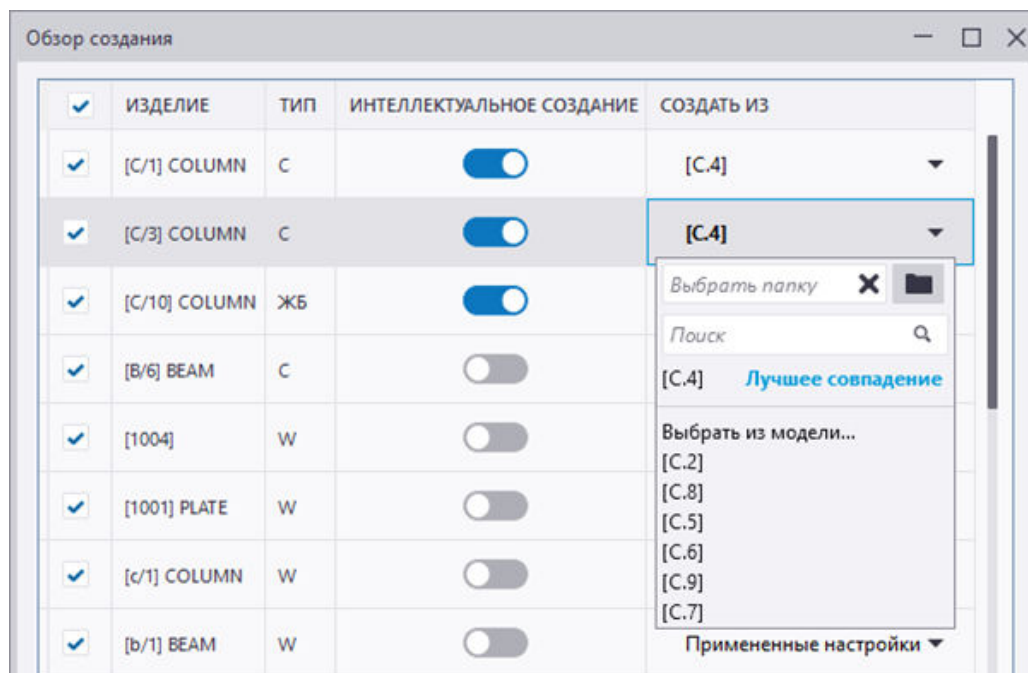 Обзор создания
ИЗДЕЛИЕ ТИП ИНТЕЛЛЕКТУАЛЬНОЕ СОЗДАНИЕ СОЗДАТЬ ИЗ
[C/1] COLUMN C [C.4]
[C/3] COLUMN C [C.4]
[C/10] COLUMN ЖБ
[B/6] BEAM C
[1004] W
[1001] PLATE W
[c/1] COLUMN W
[b/1] BEAM W Примененные настройки
Выбрать папку
Поиск
[C.4] Лучшее совпадение
Выбрать из модели...
[C.2]
[C.8]
[C.5]
[C.6]
[C.9]
[C.7]